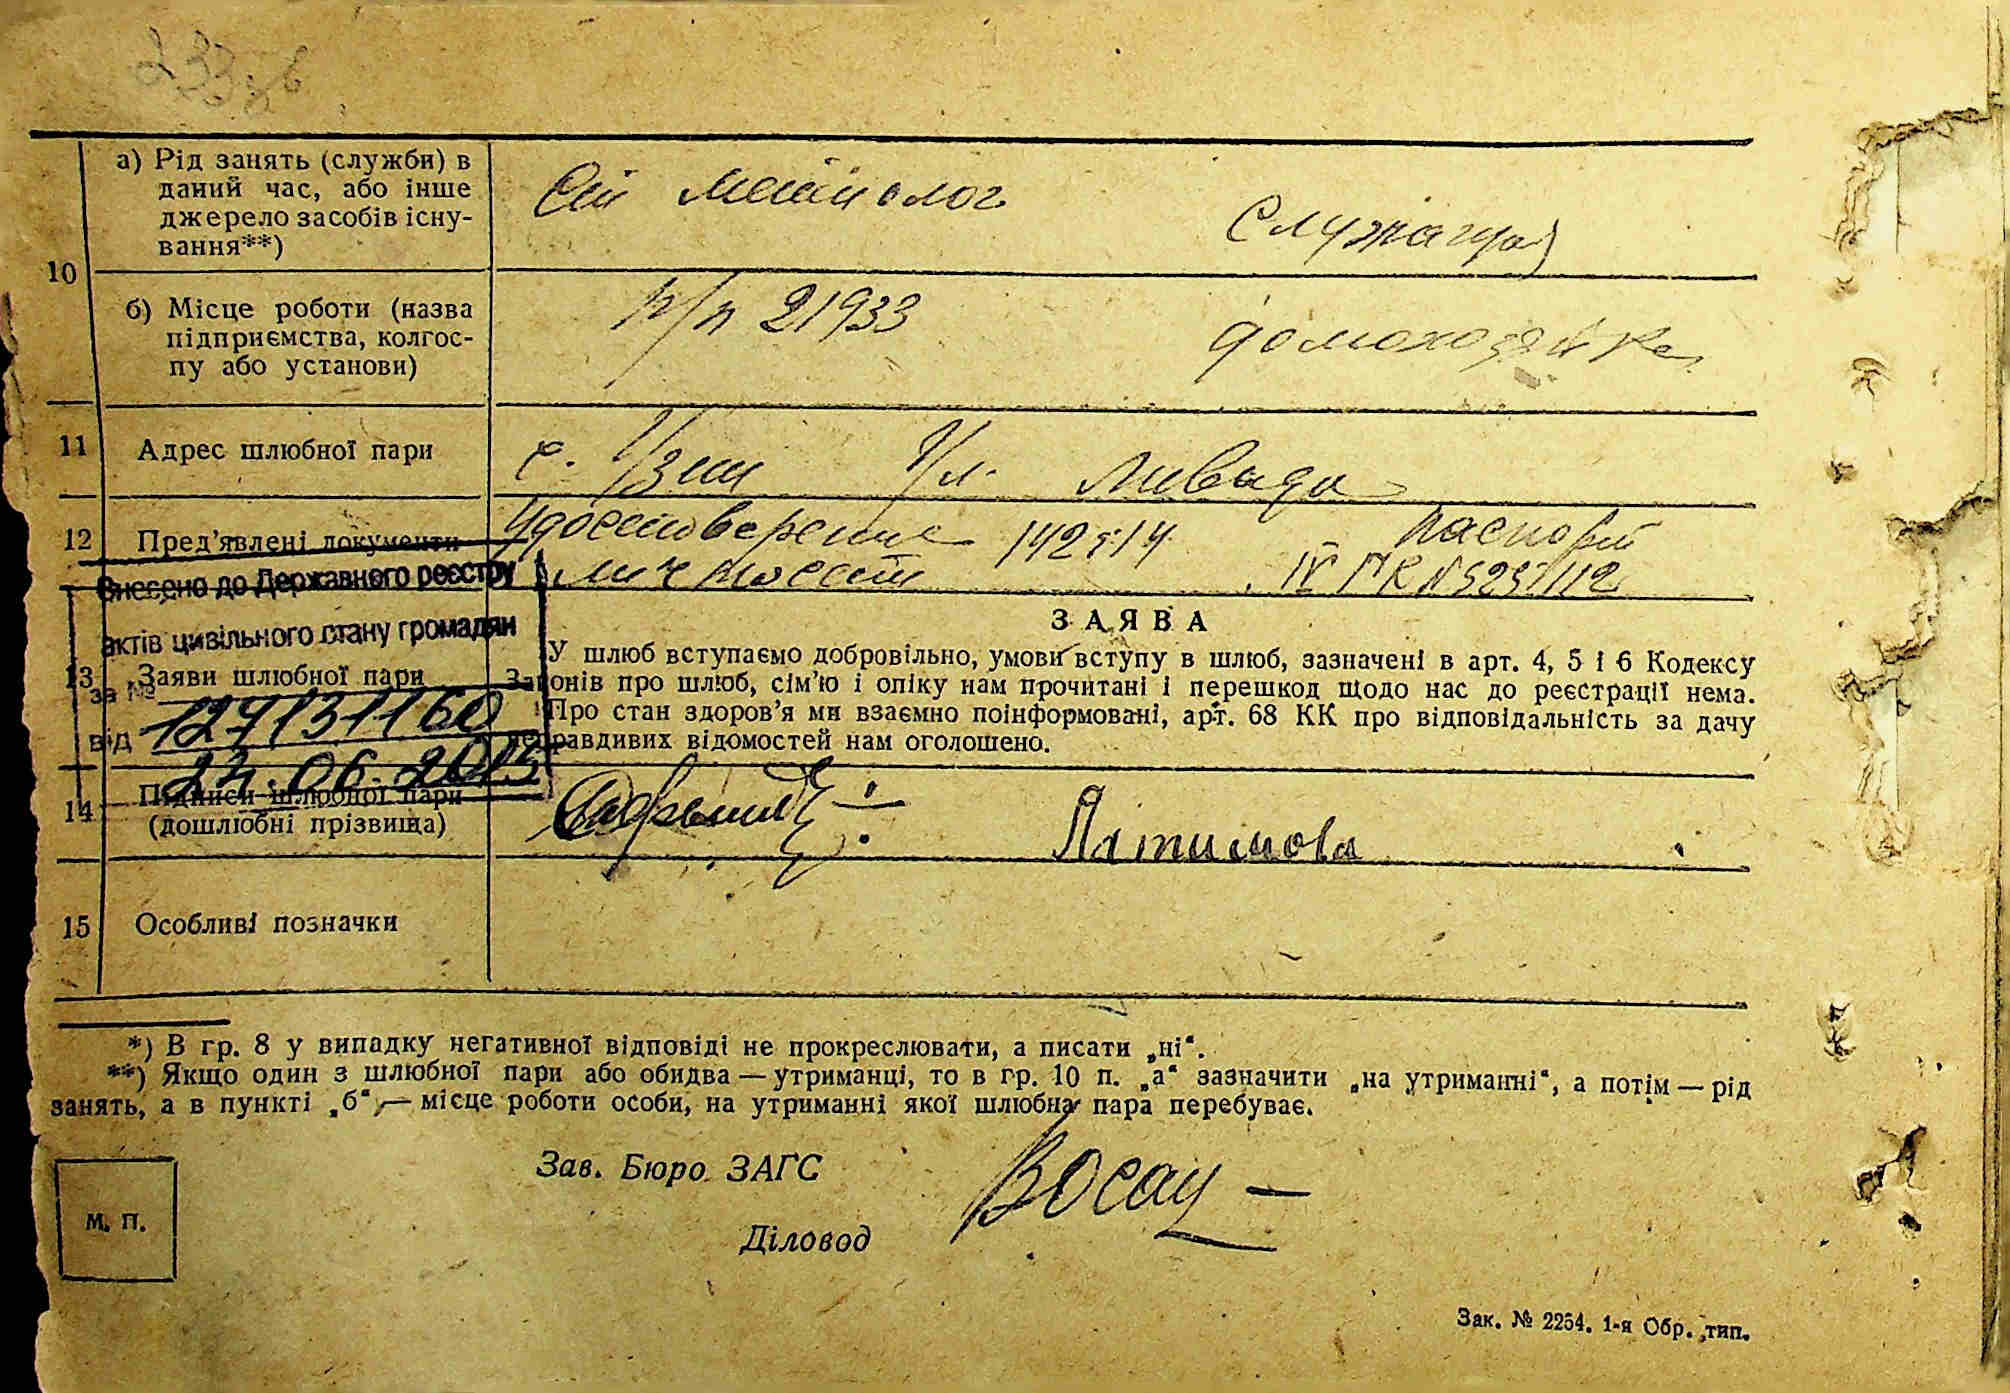 10
а) Рід занять (служби) в
даний час, або інше
джерело засобів існу-
вання**)
Служащая
б) Місце роботи (назва
підприємства, колгос-
пу або установи)
п/п 21933
домохозяйка
11
Адрес шлюбної пари
с. Узин Ул. Ливада
12
Пред'явлені документи
Удостоверение
личности
паспорт
Внесено до Державного реєстру
актів цивільного стану громадян
за №
від
24.06.2015
13
Заяви шлюбної пари
ЗАЯВА
У шлюб вступаємо добровільно, умови вступу в шлюб, зазначені в арт. 4, 5 і 6 Кодексу
Законів про шлюб, сім'ю і опіку нам прочитані і перешкод щодо нас до реєстрації нема.
Про стан здоров'я ми взаємно поінформовані, арт. 68 КК про відповідальність за дачу
неправдивих відомостей нам оголошено.
14
Підписи шлюбної пари
(дошлюбні прізвища)
15
Особливі позначки
*) В гр. 8 у випадку негативної відповіді не прокреслювати, а писати „ні“.
**) Якщо один з шлюбної пари або обидва — утриманці, то в гр. 10 п. „а“ зазначити „на утриманні“, а потім — рід
занять, а в пункті „б“ — місце роботи особи, на утриманні якої шлюбна пара перебуває.
Зав. Бюро ЗАГС
Діловод
М. П.
Зак. № 2254. 1-я Обр. тип.